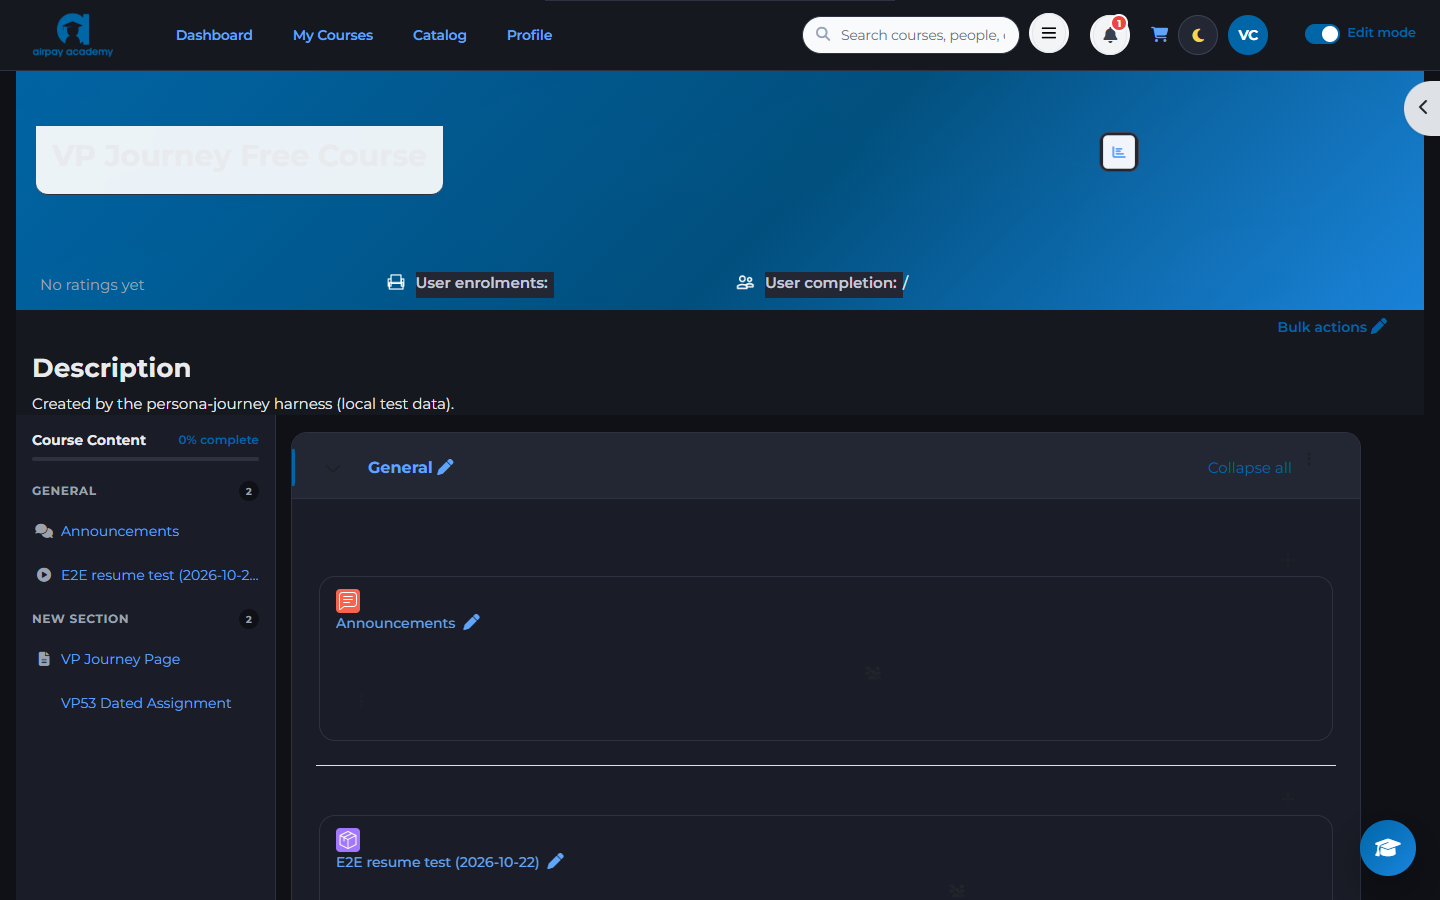 airpay academy
Dashboard
My Courses
Catalog
Profile
Search courses, people, c
1
VC
Edit mode
VP Journey Free Course
No ratings yet
User enrolments:
User completion: /
Bulk actions
Description
Created by the persona-journey harness (local test data).
Course Content
0% complete
GENERAL
2
Announcements
E2E resume test (2026-10-2...
NEW SECTION
2
VP Journey Page
VP53 Dated Assignment
General
Collapse all
Announcements
E2E resume test (2026-10-22)